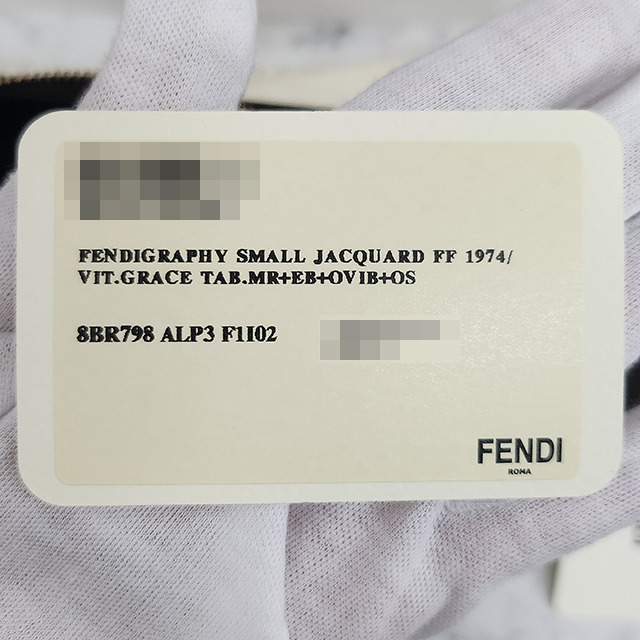 FENDIGRAPHY SMALL JACQUARD FF 1974/
VIT.GRACE TAB.MR+EB+OVIB+OS
8BR798 ALP3 F1I02
FENDI
ROMA